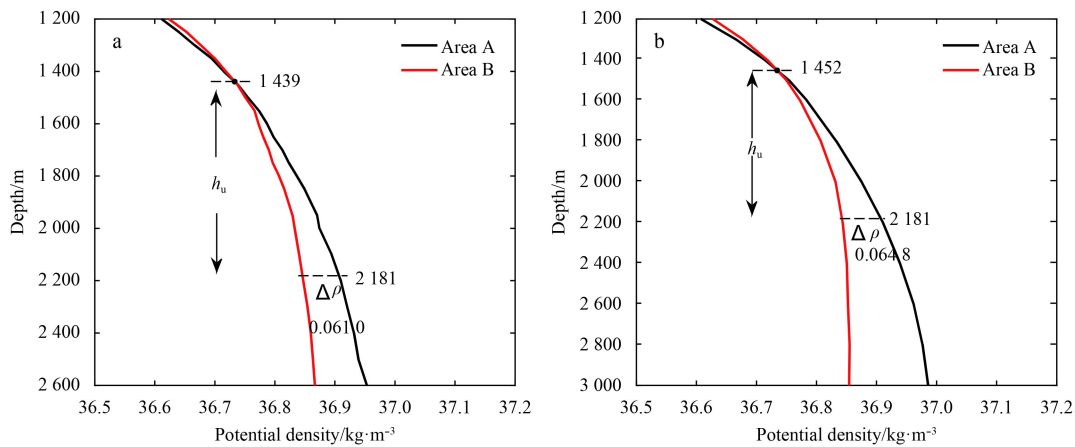 a
Area A
Area B
1 439
h_u
2 181
Δρ
0.061 0
1 200
1 400
1 600
1 800
2 000
2 200
2 400
2 600
Depth/m
36.5 36.6 36.7 36.8 36.9 37.0 37.1 37.2
Potential density/kg·m⁻³
b
Area A
Area B
1 452
h_u
2 181
Δρ
0.064 8
1 200
1 400
1 600
1 800
2 000
2 200
2 400
2 600
2 800
3 000
Depth/m
36.5 36.6 36.7 36.8 36.9 37.0 37.1 37.2
Potential density/kg·m⁻³